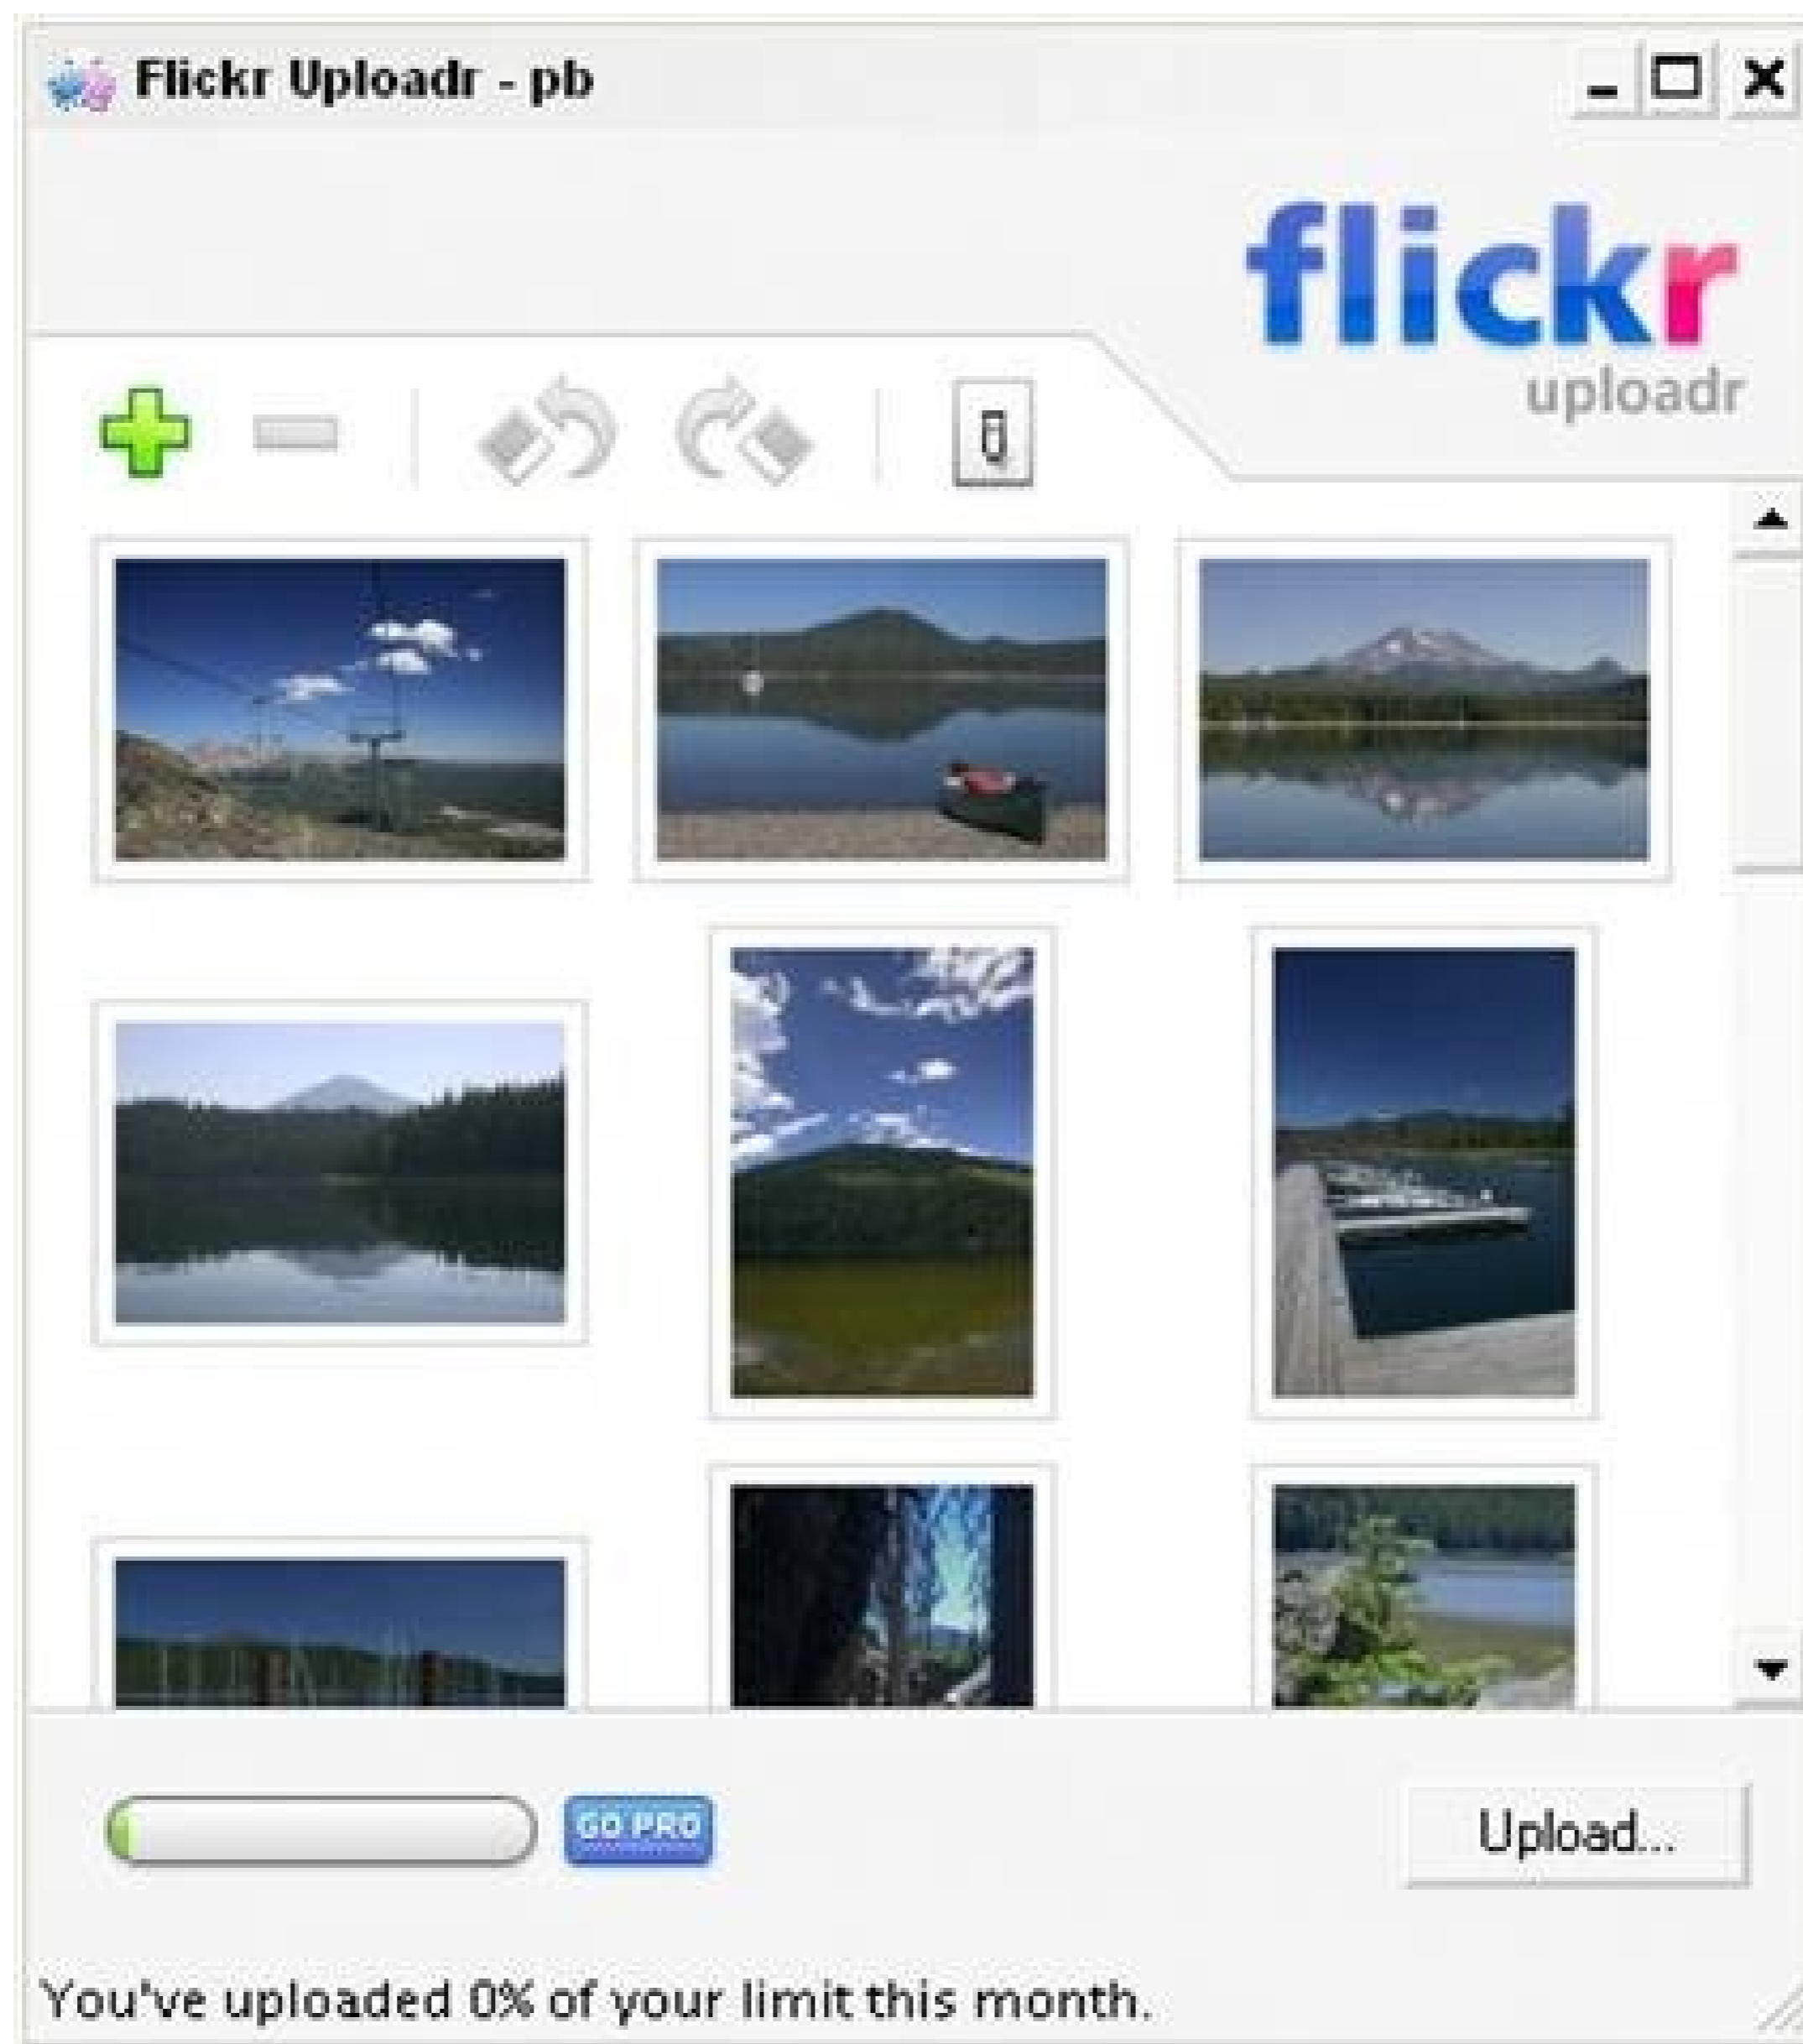 Flickr Uploadr - pb
flickr
uploadr
GO PRO
Upload...
You've uploaded 0% of your limit this month.